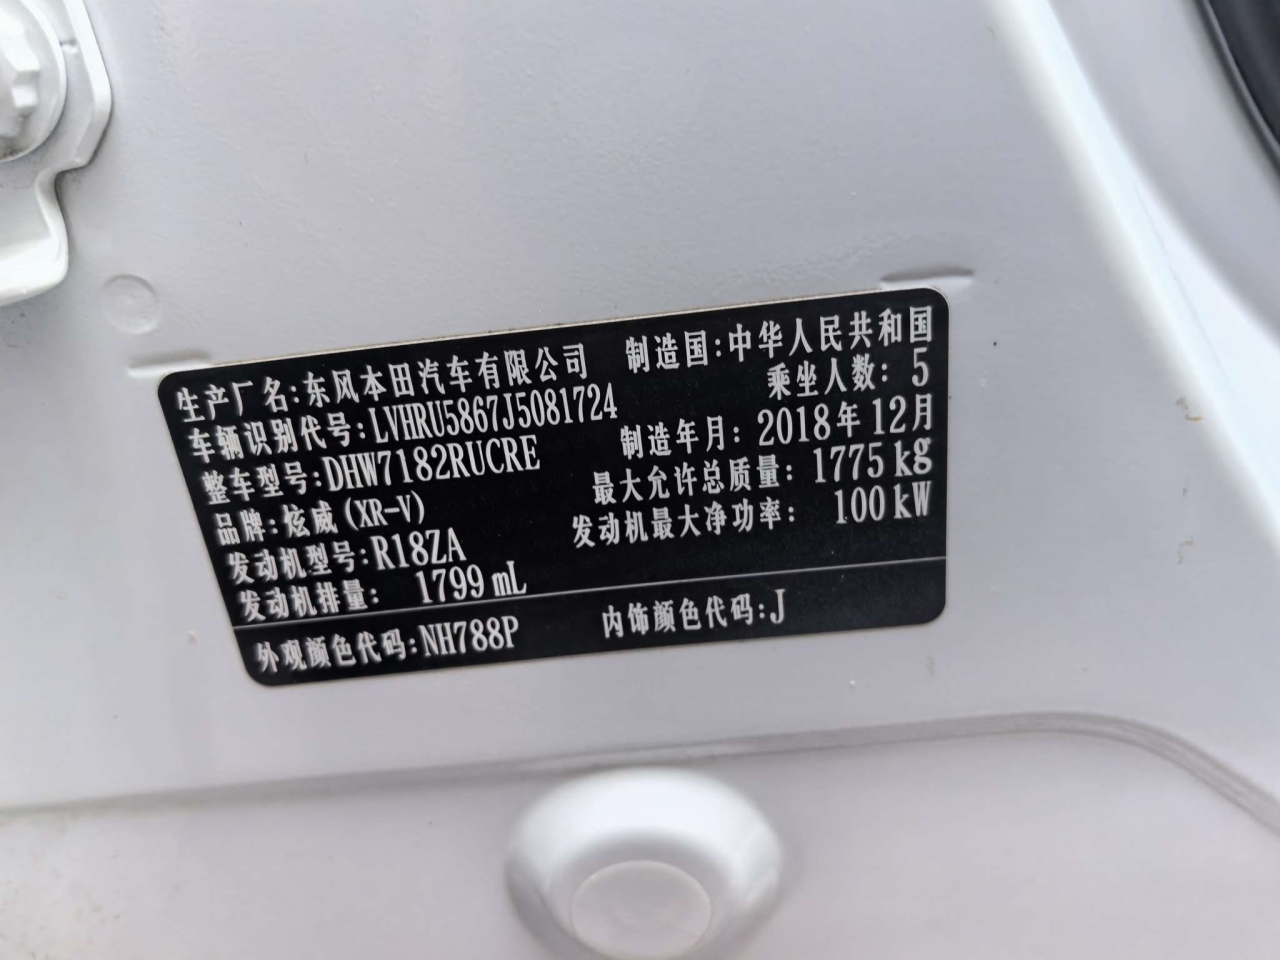 生产厂名:东风本田汽车有限公司 制造国:中华人民共和国
车辆识别代号:LVHRU5867J5081724 乘坐人数: 5
整车型号:DHW7182RUCRE 制造年月: 2018年12月
品牌:炫威(XR-V) 最大允许总质量: 1775 kg
发动机型号:R18ZA 发动机最大净功率: 100 kW
发动机排量: 1799 mL
外观颜色代码:NH788P 内饰颜色代码:J